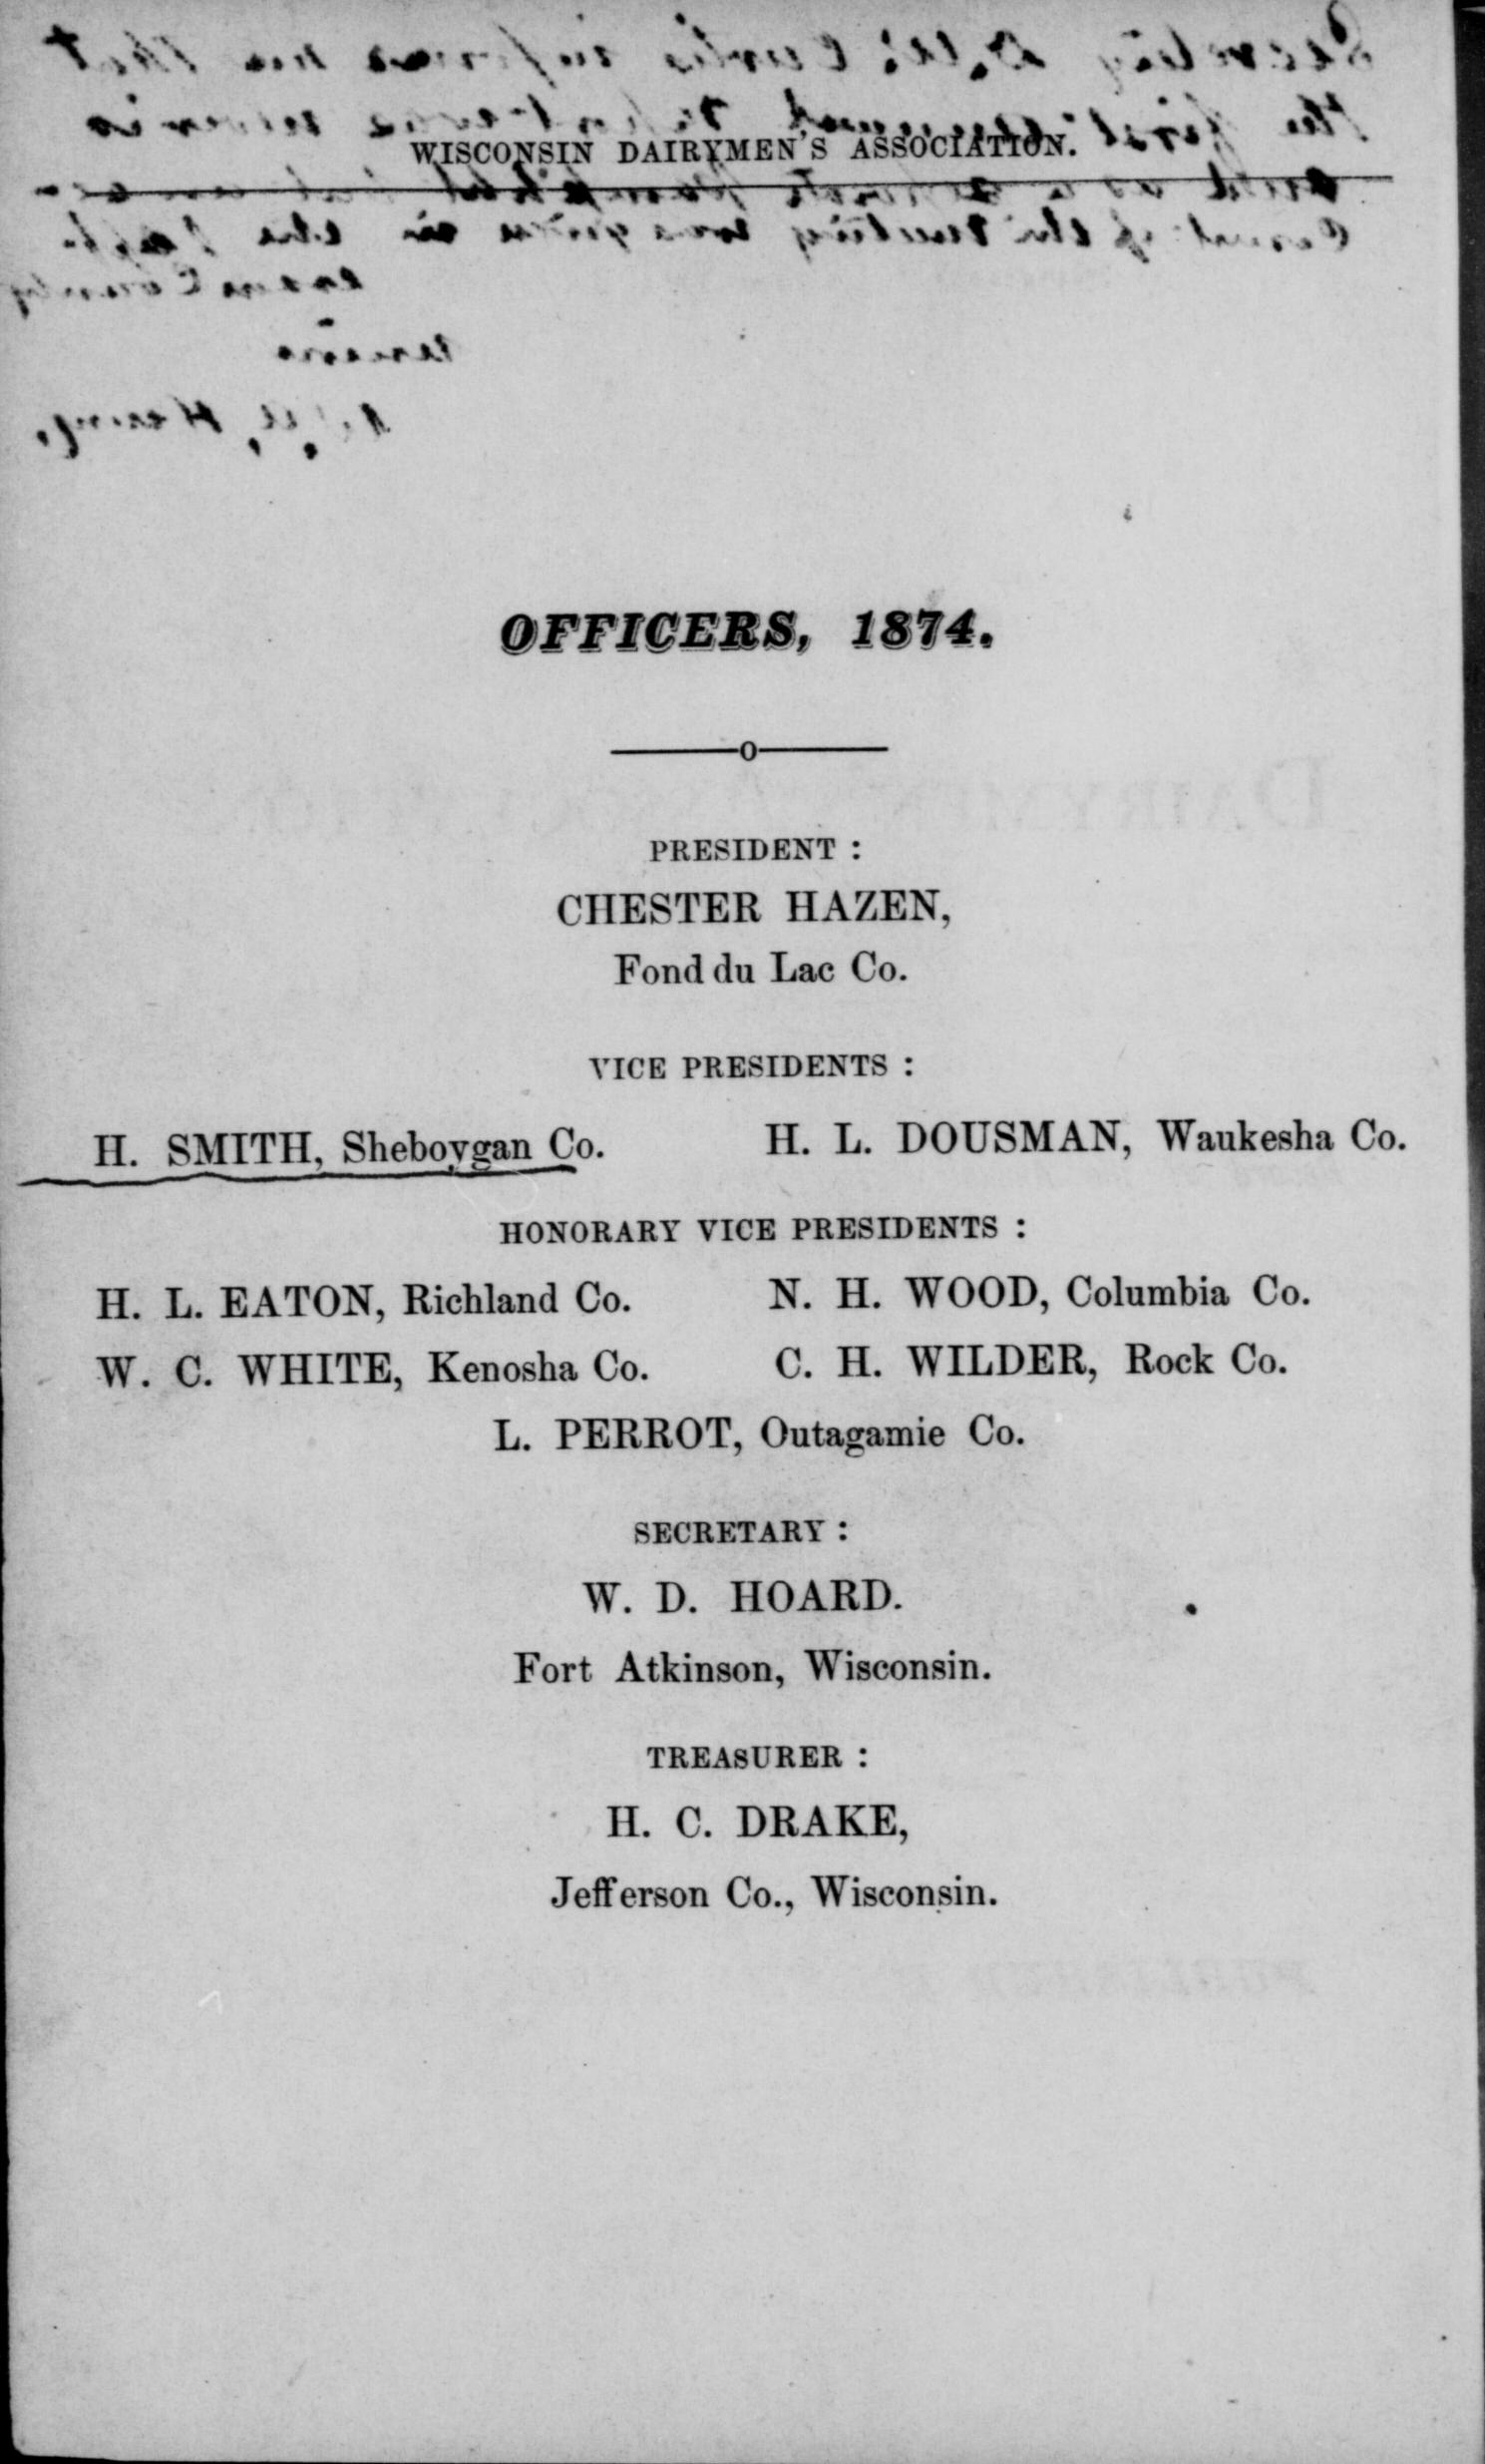 WISCONSIN DAIRYMEN'S ASSOCIATION.
OFFICERS, 1874.
PRESIDENT :
CHESTER HAZEN,
Fond du Lac Co.
VICE PRESIDENTS :
H. SMITH, Sheboygan Co. H. L. DOUSMAN, Waukesha Co.
HONORARY VICE PRESIDENTS :
H. L. EATON, Richland Co. N. H. WOOD, Columbia Co.
W. C. WHITE, Kenosha Co. C. H. WILDER, Rock Co.
L. PERROT, Outagamie Co.
SECRETARY :
W. D. HOARD.
Fort Atkinson, Wisconsin.
TREASURER :
H. C. DRAKE,
Jefferson Co., Wisconsin.